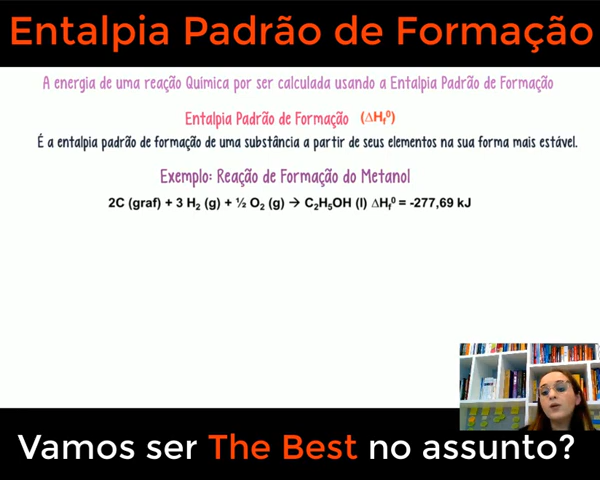 Entalpia Padrão de Formação
A energia de uma reação Química por ser calculada usando a Entalpia Padrão de Formação
Entalpia Padrão de Formação (∆Hf⁰)
É a entalpia padrão de formação de uma substância a partir de seus elementos na sua forma mais estável.
Exemplo: Reação de Formação do Metanol
2C (graf) + 3 H₂ (g) + ½ O₂ (g) → C₂H₅OH (l) ∆Hf⁰ = -277,69 kJ
Vamos ser The Best no assunto?